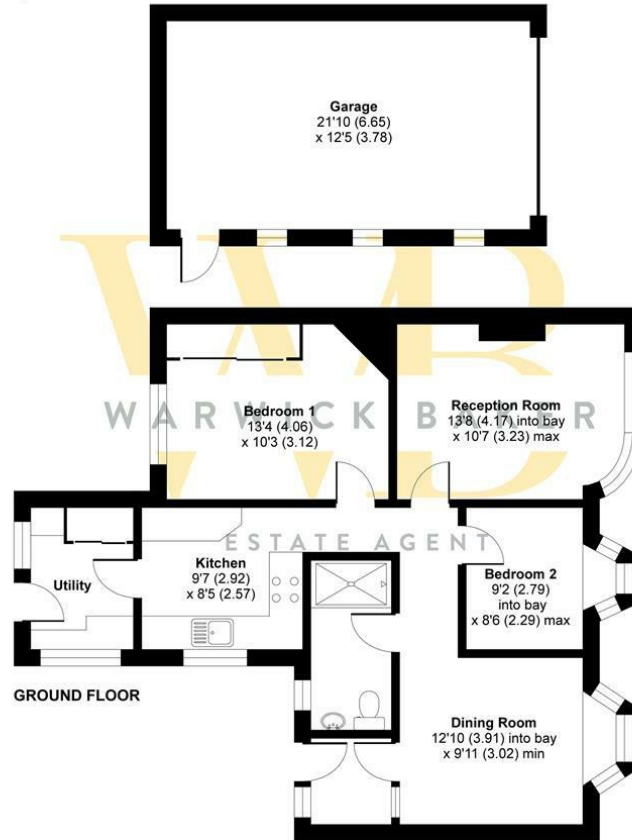 Garage
21'10 (6.65)
x 12'5 (3.78)
WB
WARWICK BAKER
ESTATE AGENT
Bedroom 1
13'4 (4.06)
x 10'3 (3.12)
Reception Room
13'8 (4.17) into bay
x 10'7 (3.23) max
Utility
Kitchen
9'7 (2.92)
x 8'5 (2.57)
Bedroom 2
9'2 (2.79)
into bay
x 8'6 (2.29) max
GROUND FLOOR
Dining Room
12'10 (3.91) into bay
x 9'11 (3.02) min